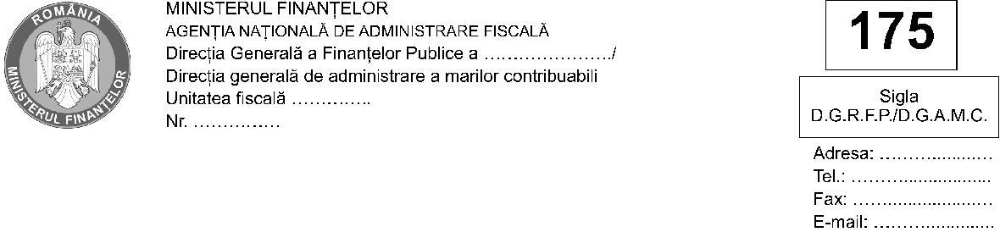 ROMÂNIA
MINISTERUL FINANȚELOR
MINISTERUL FINANȚELOR
AGENȚIA NAȚIONALĂ DE ADMINISTRARE FISCALĂ
Direcția Generală a Finanțelor Publice a ………………….../
Direcția generală de administrare a marilor contribuabili
Unitatea fiscală …………..
Nr. ……………
175
Sigla
D.G.R.F.P./D.G.A.M.C.
Adresa: ………...........…
Tel.: ………...................
Fax: ………..................…
E-mail: ………................